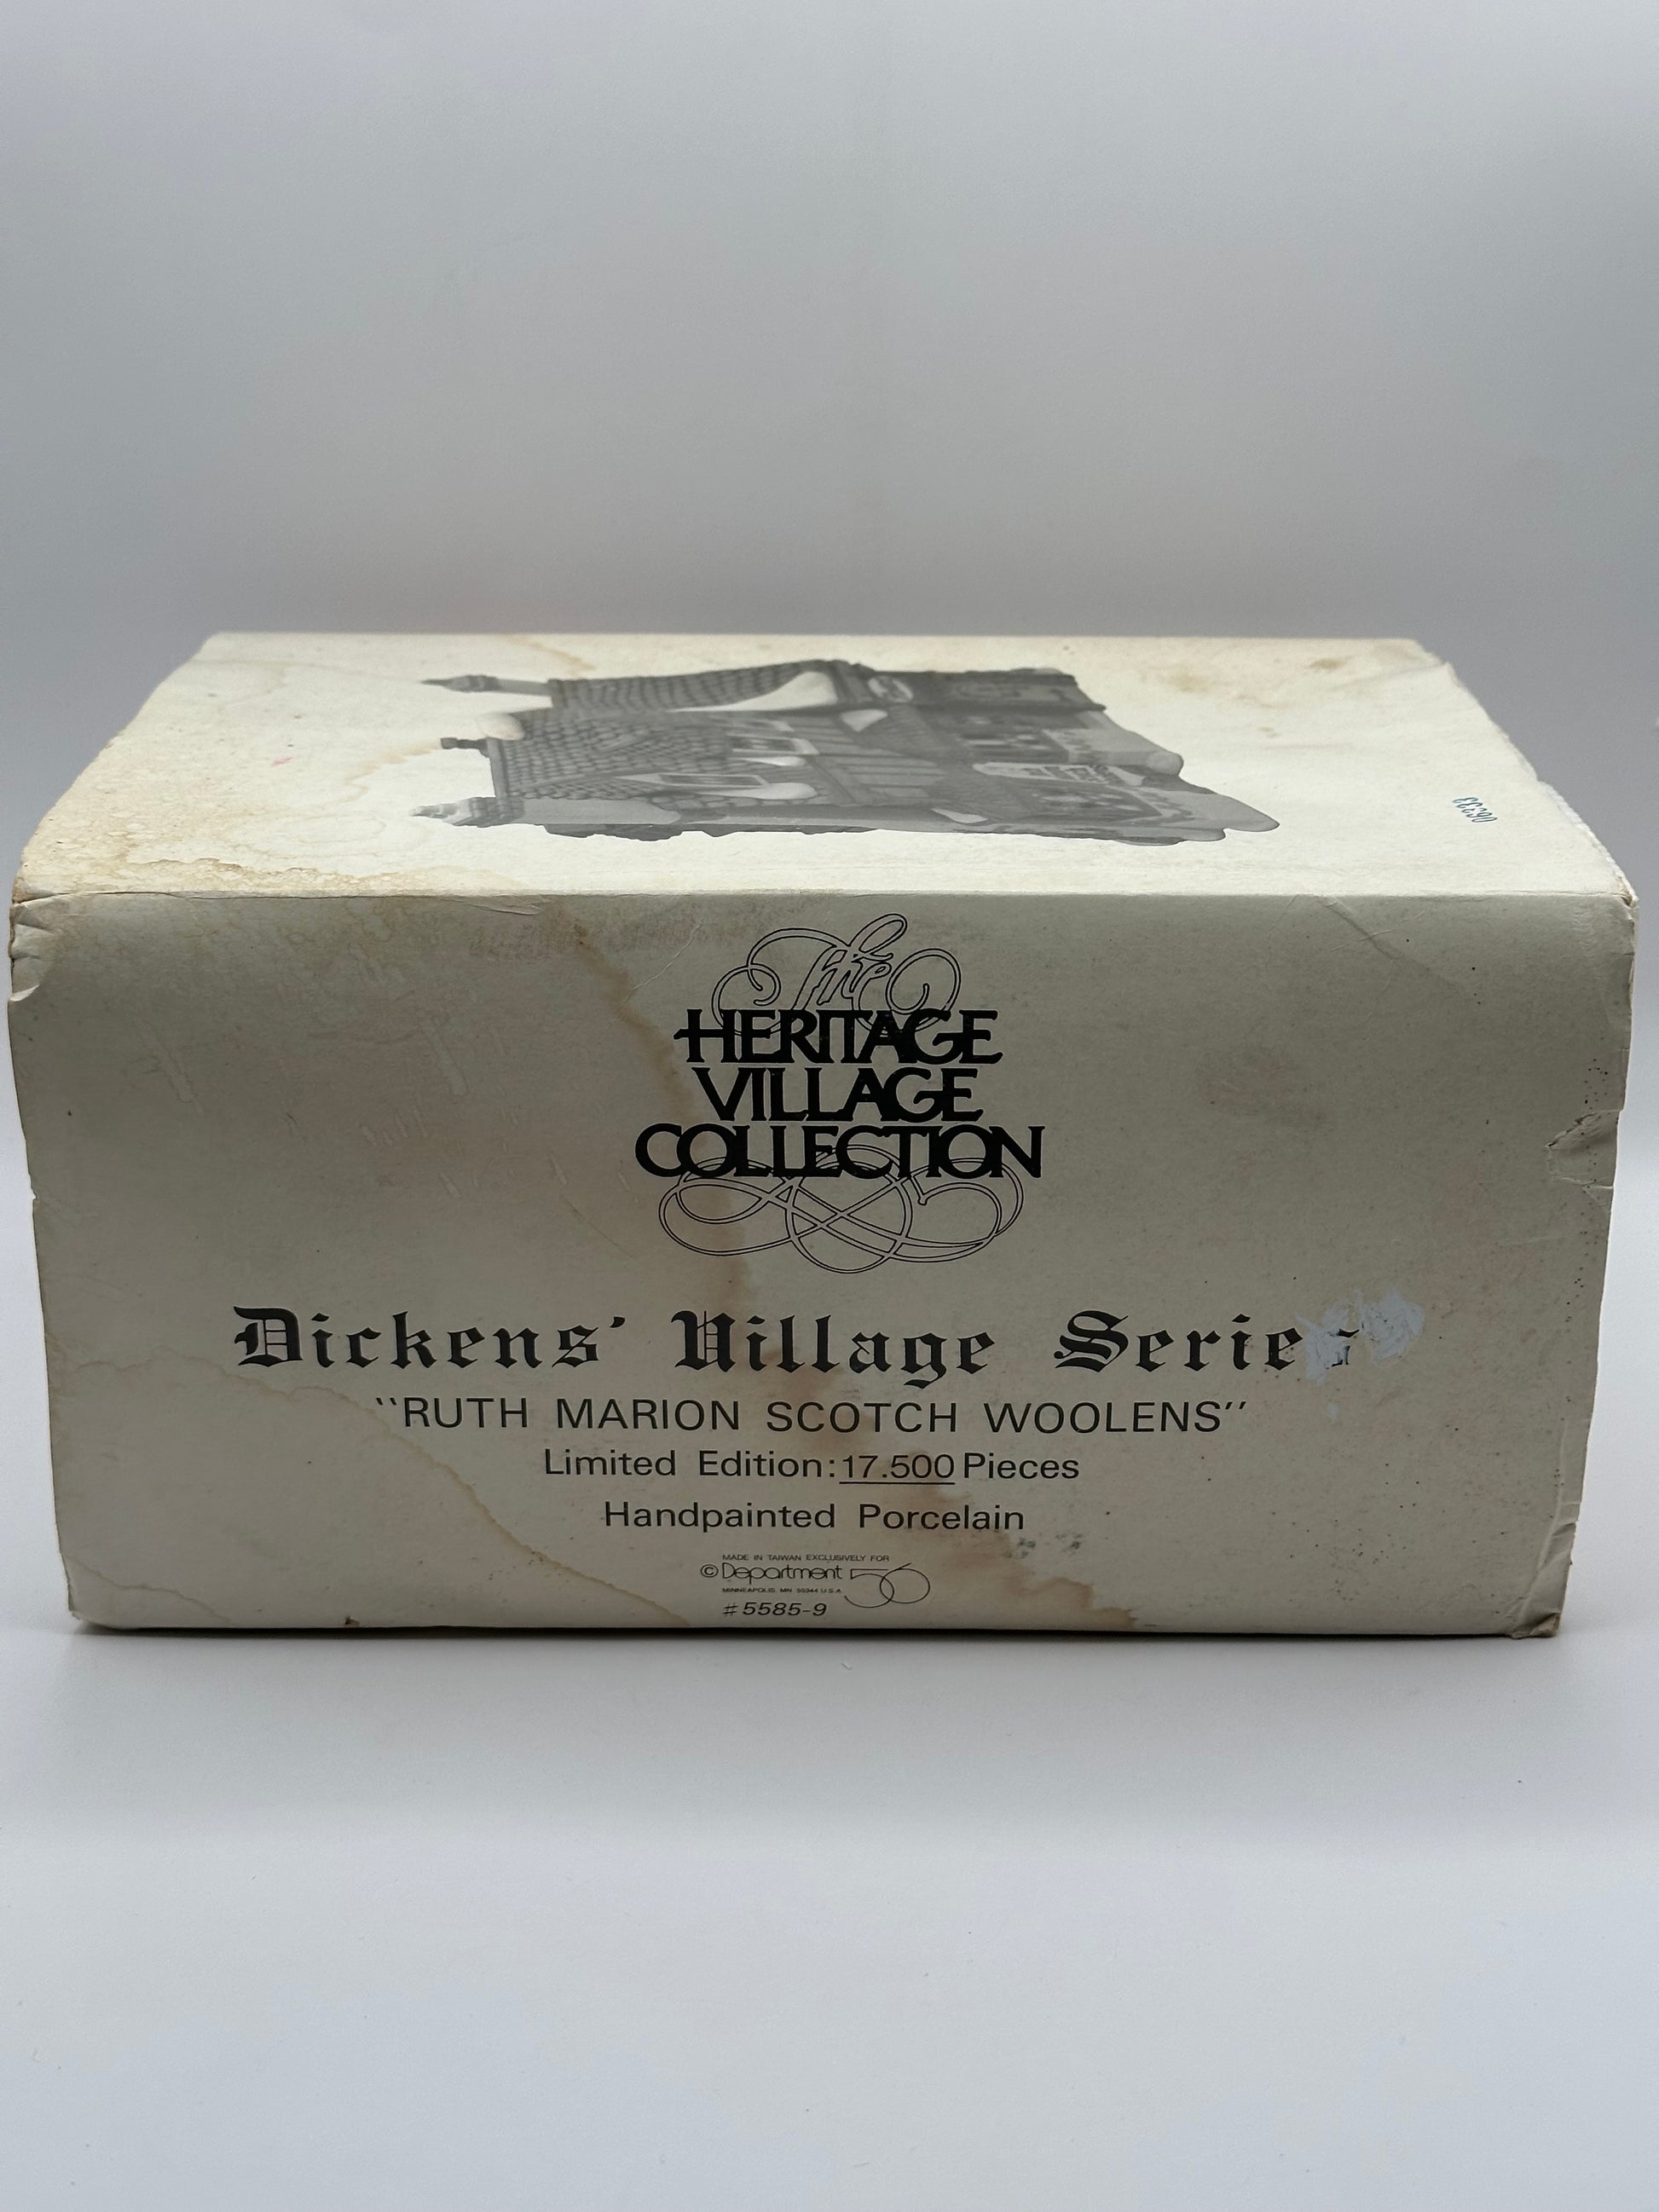 The
HERITAGE
VILLAGE
COLLECTION
Dickens' Village Series
"RUTH MARION SCOTCH WOOLENS"
Limited Edition: 17.500 Pieces
Handpainted Porcelain
MADE IN TAIWAN EXCLUSIVELY FOR
© Department 56
MINNEAPOLIS, MN 55344 U.S.A.
#5585-9